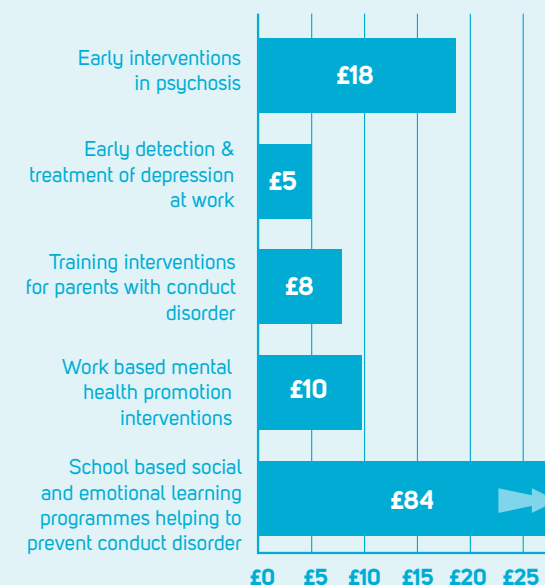 Early interventions
in psychosis
£18
Early detection &
treatment of depression
at work
£5
Training interventions
for parents with conduct
disorder
£8
Work based mental
health promotion
interventions
£10
School based social
and emotional learning
programmes helping to
prevent conduct disorder
£84
£0 £5 £10 £15 £20 £25